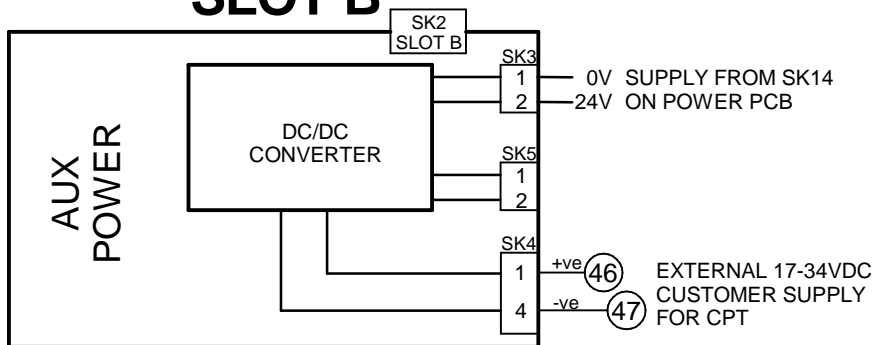 SLOT B
SK2
SLOT B
AUX
POWER
DC/DC
CONVERTER
SK3
1
2
0V SUPPLY FROM SK14
24V ON POWER PCB
SK5
1
2
SK4
1
4
+ve 46
-ve 47
EXTERNAL 17-34VDC
CUSTOMER SUPPLY
FOR CPT